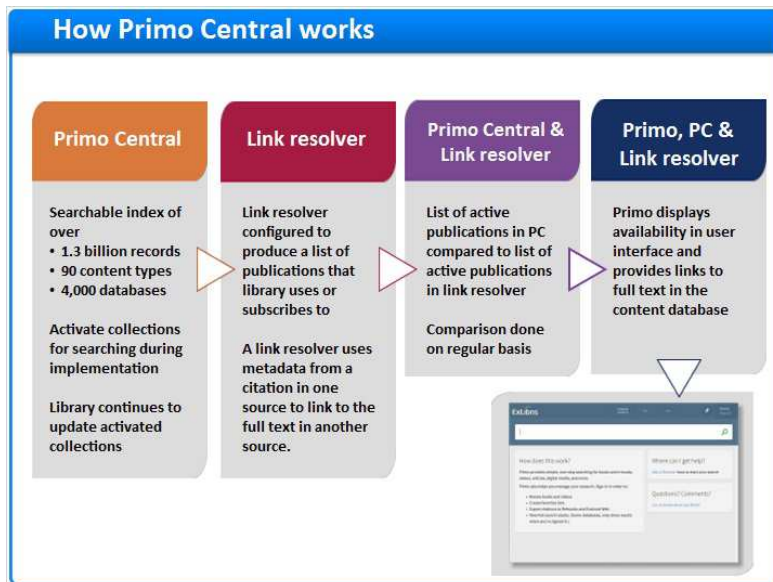 How Primo Central works
Primo Central
Searchable index of
over
• 1.3 billion records
• 90 content types
• 4,000 databases
Activate collections
for searching during
implementation
Library continues to
update activated
collections
Link resolver
Link resolver
configured to
produce a list of
publications that
library uses or
subscribes to
A link resolver uses
metadata from a
citation in one
source to link to the
full text in another
source.
Primo Central &
Link resolver
List of active
publications in PC
compared to list of
active publications
in link resolver
Comparison done
on regular basis
Primo, PC &
Link resolver
Primo displays
availability in user
interface and
provides links to
full text in the
content database
ExLibris
How does this work?
Where can I get help?
Questions? Comments?